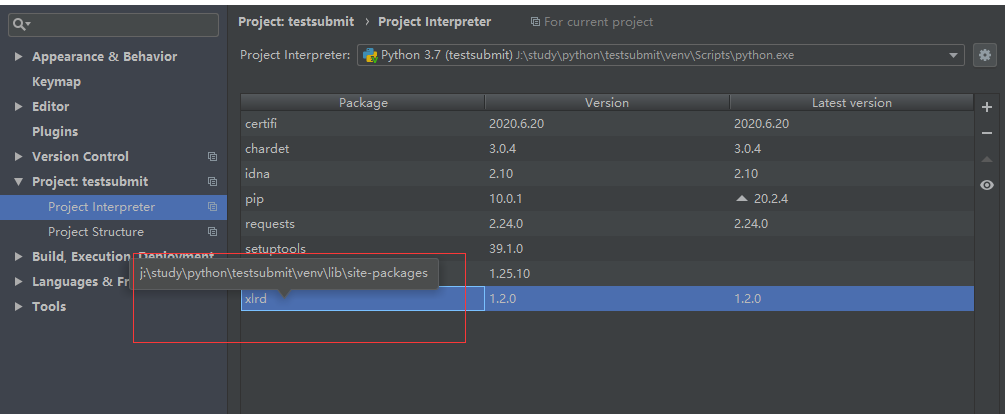 Project: testsubmit › Project Interpreter For current project
Appearance & Behavior
Keymap
Editor
Plugins
Version Control
Project: testsubmit
Project Interpreter
Project Structure
Build, Execution, Deployment
Languages & Fr
Tools
Project Interpreter: Python 3.7 (testsubmit) J:\study\python\testsubmit\venv\Scripts\python.exe
Package Version Latest version
certifi 2020.6.20 2020.6.20
chardet 3.0.4 3.0.4
idna 2.10 2.10
pip 10.0.1 20.2.4
requests 2.24.0 2.24.0
setuptools 39.1.0
j:\study\python\testsubmit\venv\lib\site-packages 1.25.10
xlrd 1.2.0 1.2.0